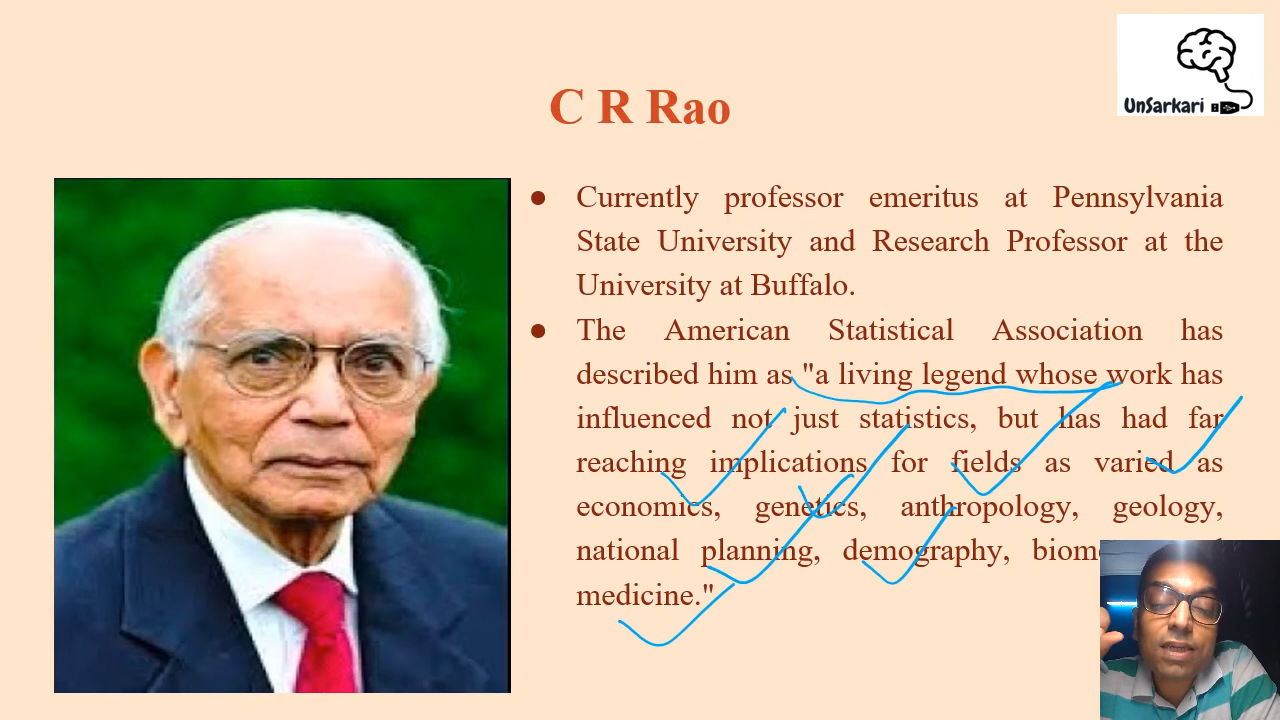 UnSarkari
C R Rao
● Currently professor emeritus at Pennsylvania
State University and Research Professor at the
University at Buffalo.
● The American Statistical Association has
described him as "a living legend whose work has
influenced not just statistics, but has had far
reaching implications for fields as varied as
economics, genetics, anthropology, geology,
national planning, demography,
medicine."